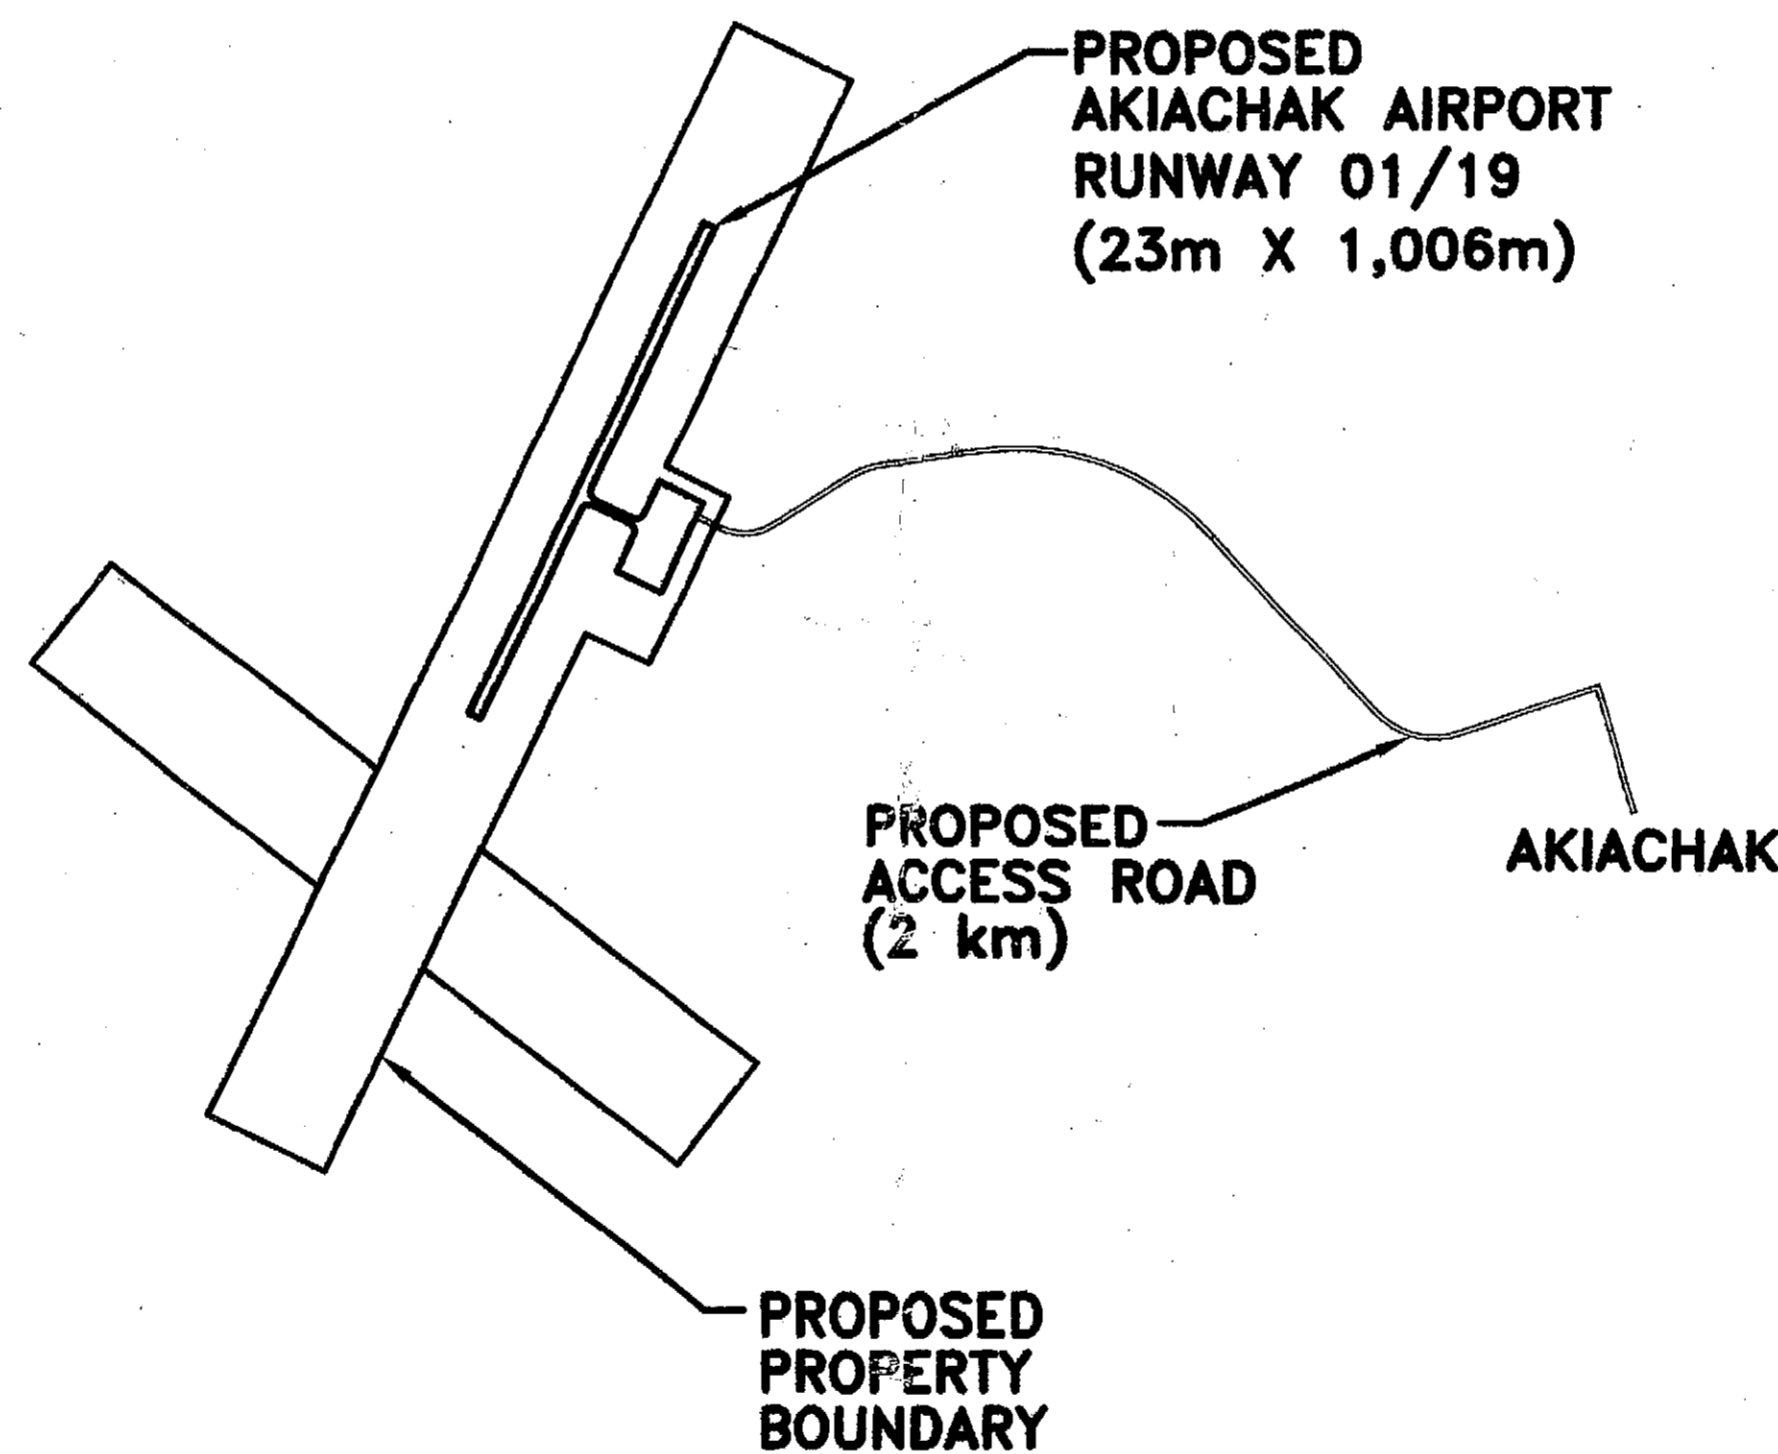 PROPOSED
AKIACHAK AIRPORT
RUNWAY 01/19
(23m X 1,006m)
PROPOSED
ACCESS ROAD
(2 km)
AKIACHAK
PROPOSED
PROPERTY
BOUNDARY